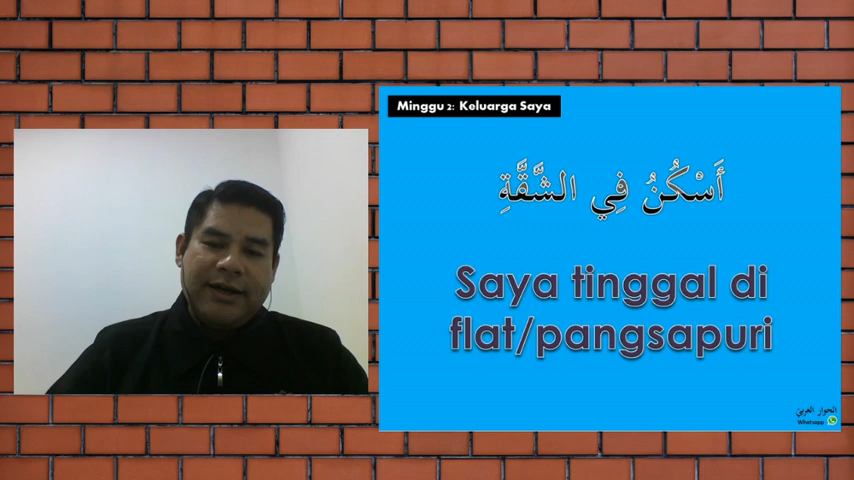 Minggu 2: Keluarga Saya
أَسْكُنُ فِي الشَّقَّةِ
Saya tinggal di
flat/pangsapuri
الحوار العربي
Whatsapp